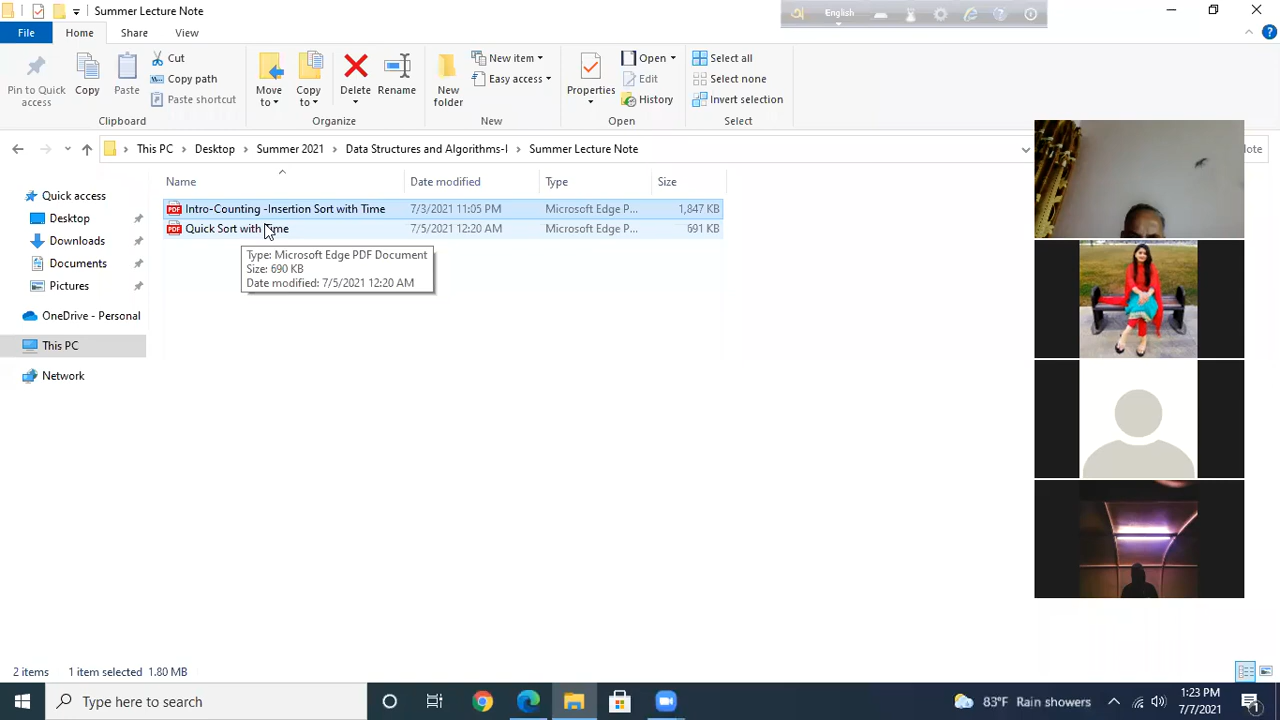 Summer Lecture Note
English
File Home Share View
Pin to Quick access
Copy
Paste
Cut
Copy path
Paste shortcut
Move to
Copy to
Delete
Rename
New folder
New item
Easy access
Properties
Open
Edit
History
Select all
Select none
Invert selection
Clipboard Organize New Open Select
This PC > Desktop > Summer 2021 > Data Structures and Algorithms-I > Summer Lecture Note
Note
Name Date modified Type Size
Intro-Counting -Insertion Sort with Time 7/3/2021 11:05 PM Microsoft Edge P... 1,847 KB
Quick Sort with Time 7/5/2021 12:20 AM Microsoft Edge P... 691 KB
Type: Microsoft Edge PDF Document
Size: 690 KB
Date modified: 7/5/2021 12:20 AM
Quick access
Desktop
Downloads
Documents
Pictures
OneDrive - Personal
This PC
Network
2 items 1 item selected 1.80 MB
Type here to search
83°F Rain showers
1:23 PM
7/7/2021
1